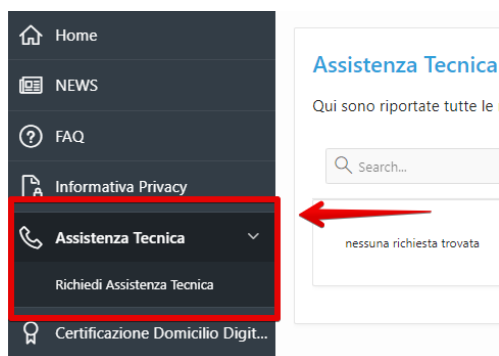 Home
NEWS
FAQ
Informativa Privacy
Assistenza Tecnica
Richiedi Assistenza Tecnica
Certificazione Domicilio Digit...
Assistenza Tecnica
Qui sono riportate tutte le
Search...
nessuna richiesta trovata